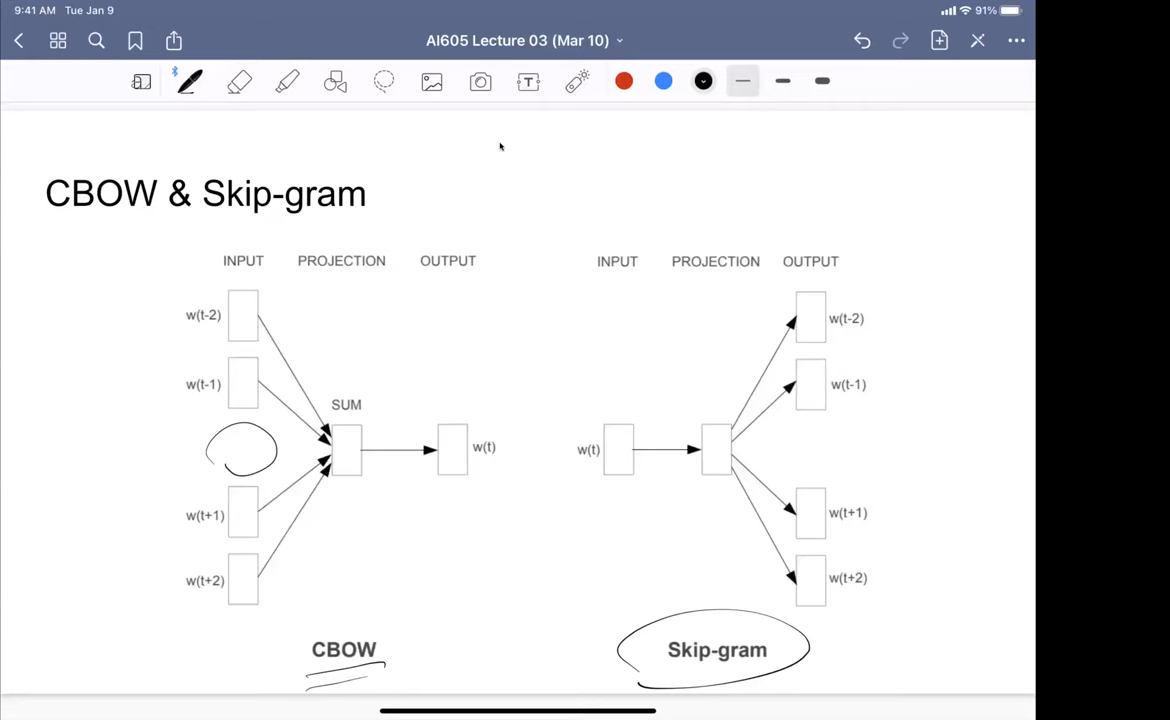 9:41 AM Tue Jan 9
91%
AI605 Lecture 03 (Mar 10)
T
CBOW & Skip-gram
INPUT PROJECTION OUTPUT
w(t-2)
w(t-1)
SUM
w(t)
w(t+1)
w(t+2)
CBOW
INPUT PROJECTION OUTPUT
w(t-2)
w(t-1)
w(t)
w(t+1)
w(t+2)
Skip-gram